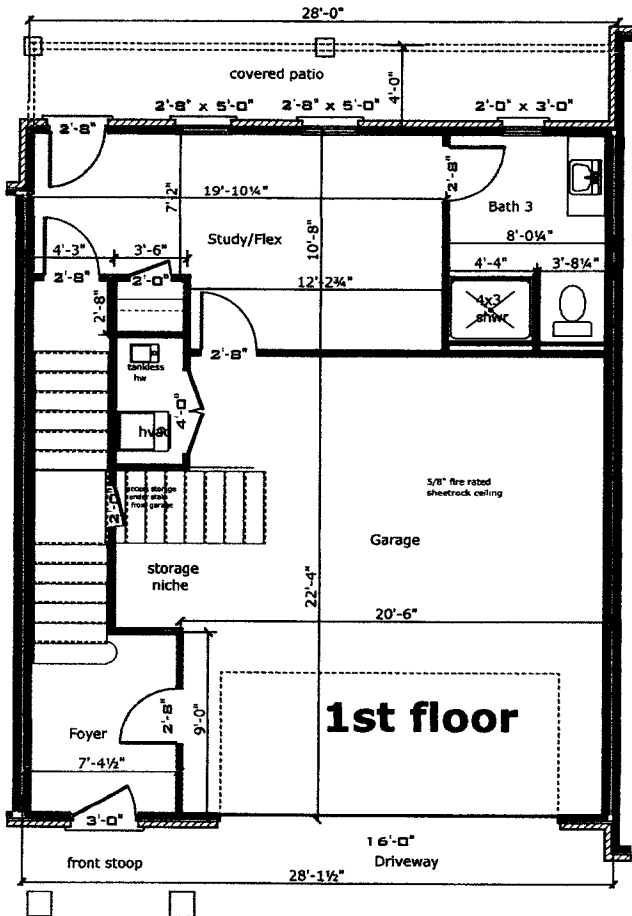 28'-0"
covered patio
4'-0"
2'-8"
2'-8" x 5'-0"
2'-8" x 5'-0"
2'-0" x 3'-0"
7'-2"
19'-10¼"
10'-8"
2'-8"
Bath 3
Study/Flex
8'-0¼"
4'-3"
3'-6"
4'-4"
3'-8¼"
2'-8"
2'-0"
12'-2¾"
2'-8"
4x3
shwr
2'-8"
tankless
hw
4'-0"
hvac
access storage
under stairs
from garage
2'-0"
5/8" fire rated
sheetrock ceiling
Garage
storage
niche
22'-4"
20'-6"
2'-8"
9'-0"
1st floor
Foyer
7'-4½"
3'-0"
16'-0"
front stoop
Driveway
28'-1½"